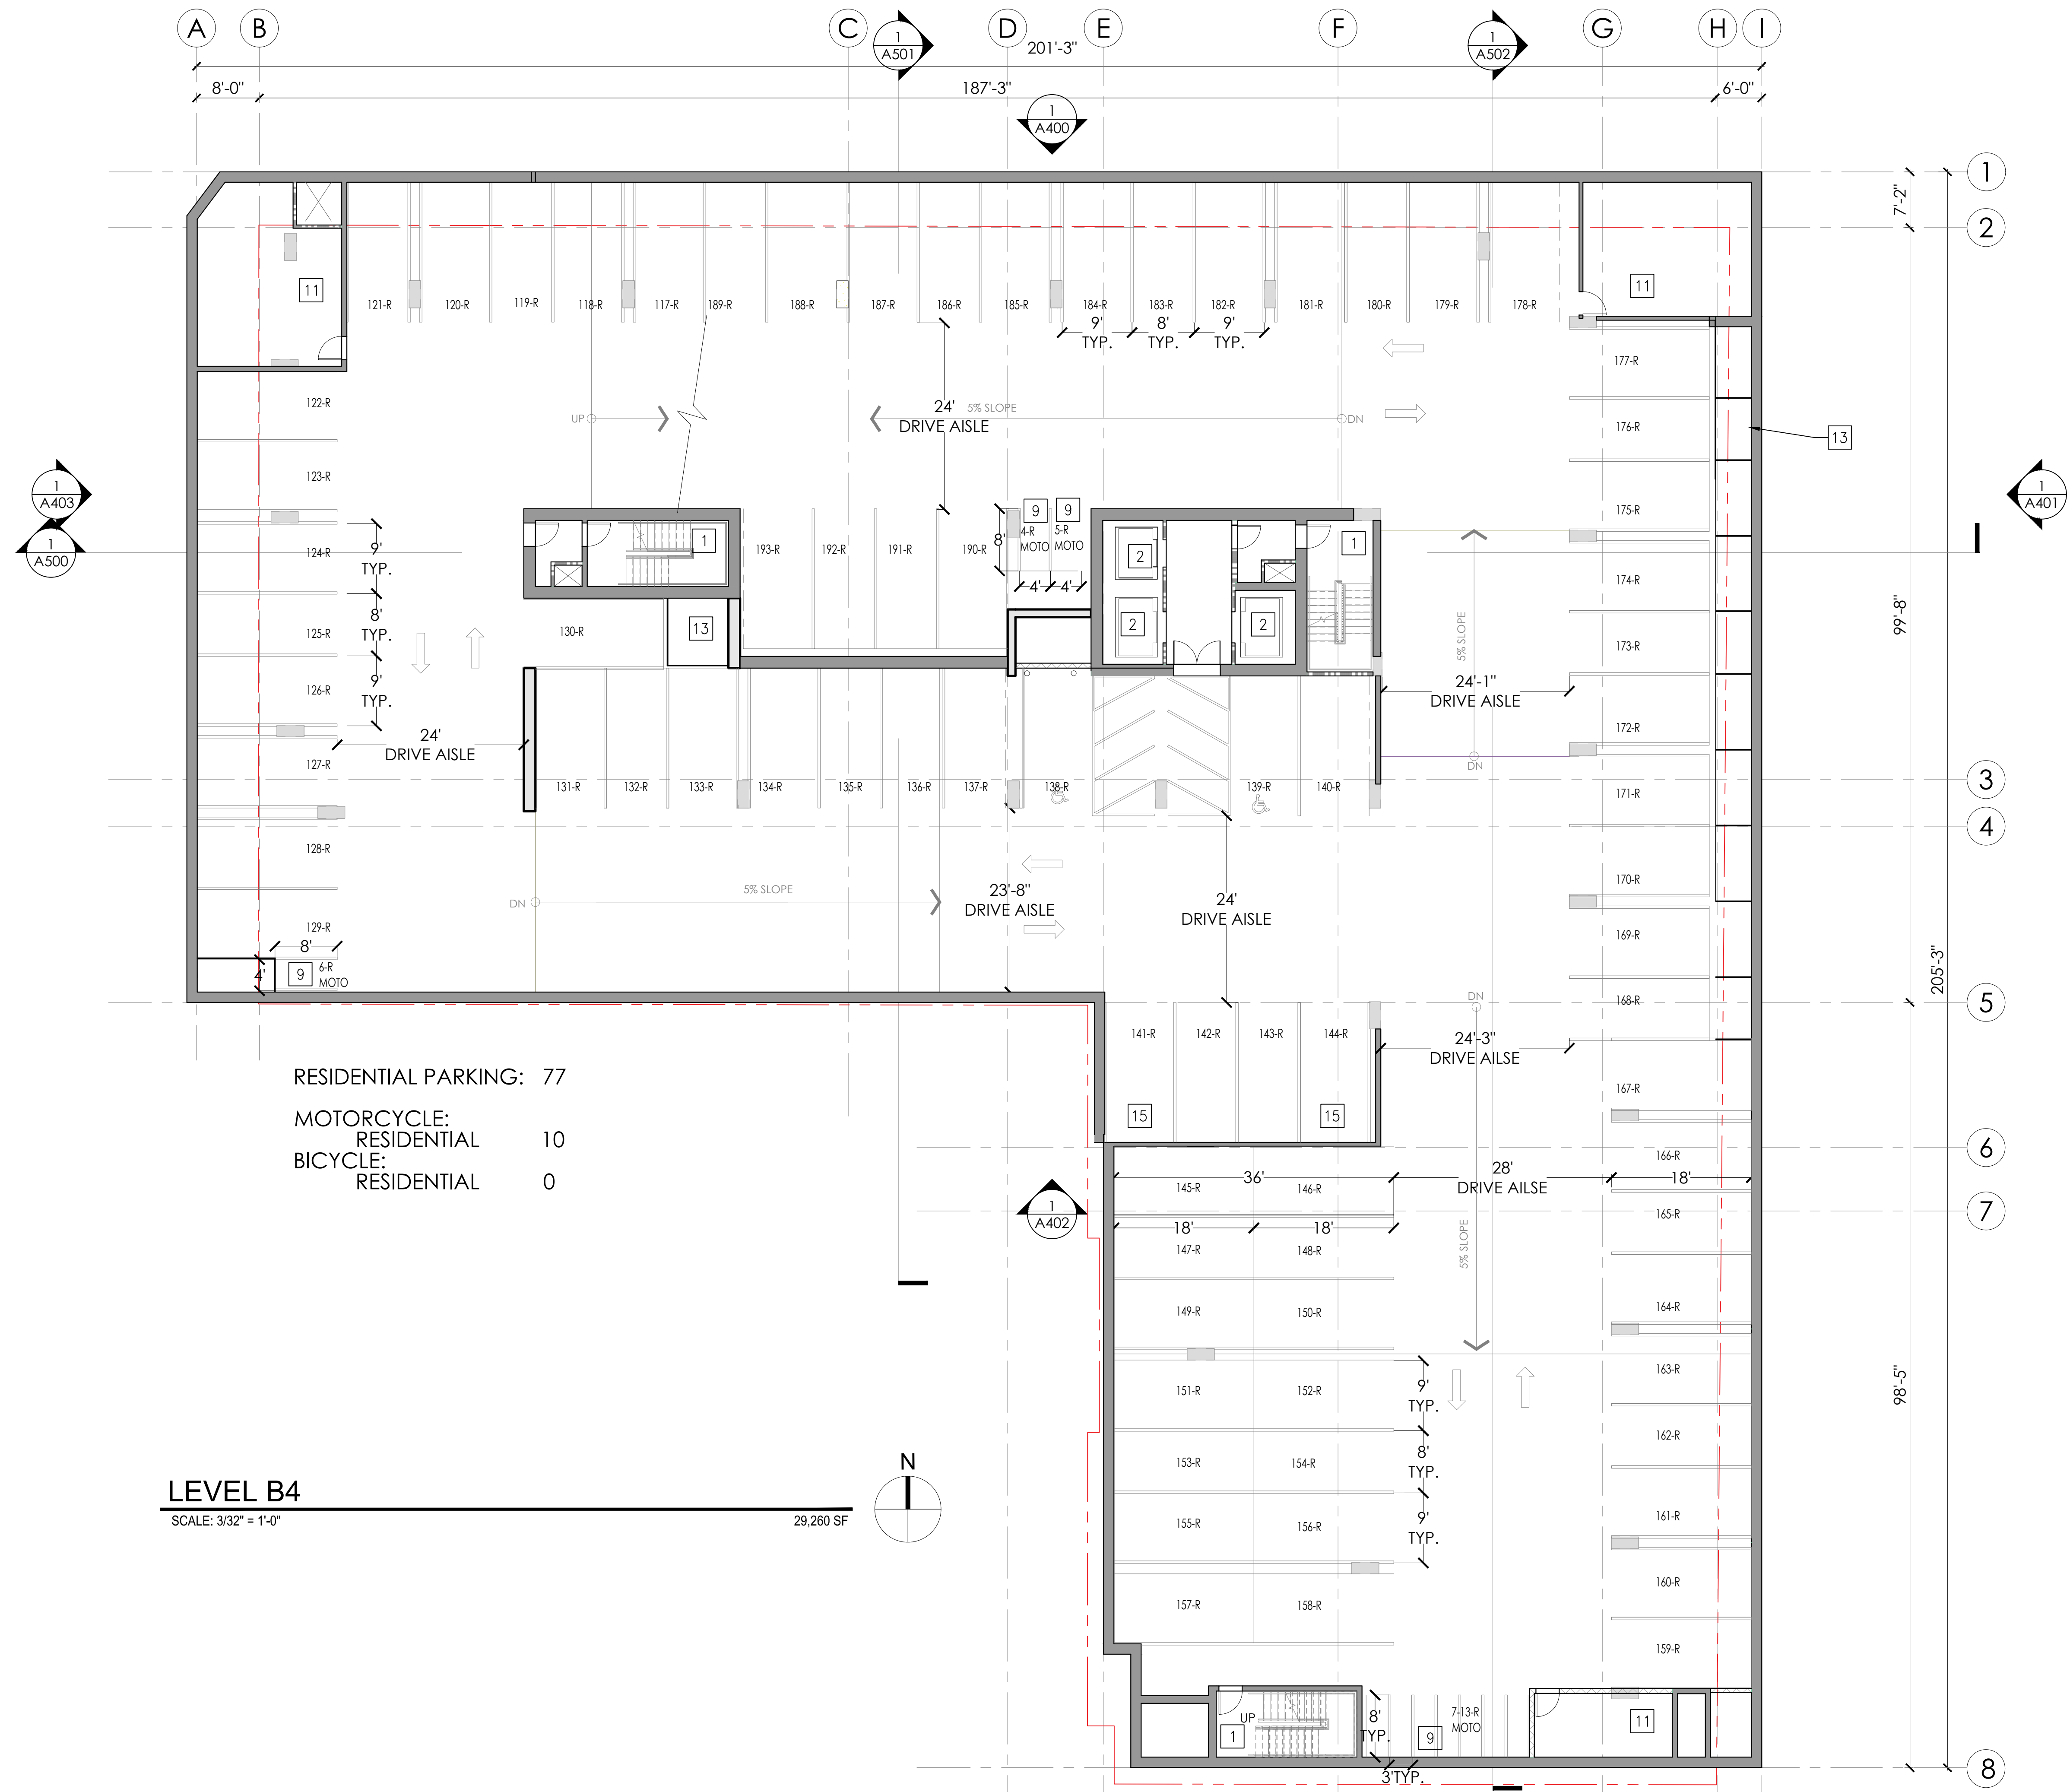 A B C D E F G H I
1
A501
201'-3"
1
A502
8'-0" 187'-3" 6'-0"
1
A400
1
7'-2"
2
11
11
121-R 120-R 119-R 118-R 117-R 189-R 188-R 187-R 186-R 185-R 184-R 183-R 182-R 181-R 180-R 179-R 178-R
9' 8' 9'
TYP. TYP. TYP.
177-R
122-R
24' 5% SLOPE
DRIVE AISLE
UP
DN
176-R
13
123-R
1
A403
1
A401
1
A500
175-R
9 9
4-R 5-R
MOTO MOTO
8'
4' 4'
1
193-R 192-R 191-R 190-R
2
1
124-R
9'
TYP.
174-R
99'-8"
125-R
8'
TYP.
130-R
13
2
2
5% SLOPE
173-R
126-R
9'
TYP.
24'-1"
DRIVE AISLE
172-R
24'
DRIVE AISLE
127-R
DN
131-R 132-R 133-R 134-R 135-R 136-R 137-R 138-R 139-R 140-R
171-R
3
4
128-R
170-R
5% SLOPE
DN
23'-8"
DRIVE AISLE
24'
DRIVE AISLE
129-R
169-R
8'
4'
9
6-R
MOTO
205'-3"
DN
168-R
5
141-R 142-R 143-R 144-R
24'-3"
DRIVE AILSE
RESIDENTIAL PARKING: 77
167-R
15 15
MOTORCYCLE:
RESIDENTIAL 10
BICYCLE:
RESIDENTIAL 0
6
166-R
36'
28'
DRIVE AILSE
18'
145-R 146-R
1
A402
18' 18'
165-R
7
147-R 148-R
5% SLOPE
149-R 150-R
164-R
163-R
151-R 152-R
9'
TYP.
98'-5"
162-R
153-R 154-R
8'
TYP.
N
LEVEL B4
SCALE: 3/32" = 1'-0" 29,260 SF
155-R 156-R
9'
TYP.
161-R
160-R
157-R 158-R
159-R
UP
1
8'
TYP.
7-13-R
MOTO
9
11
3'TYP.
8